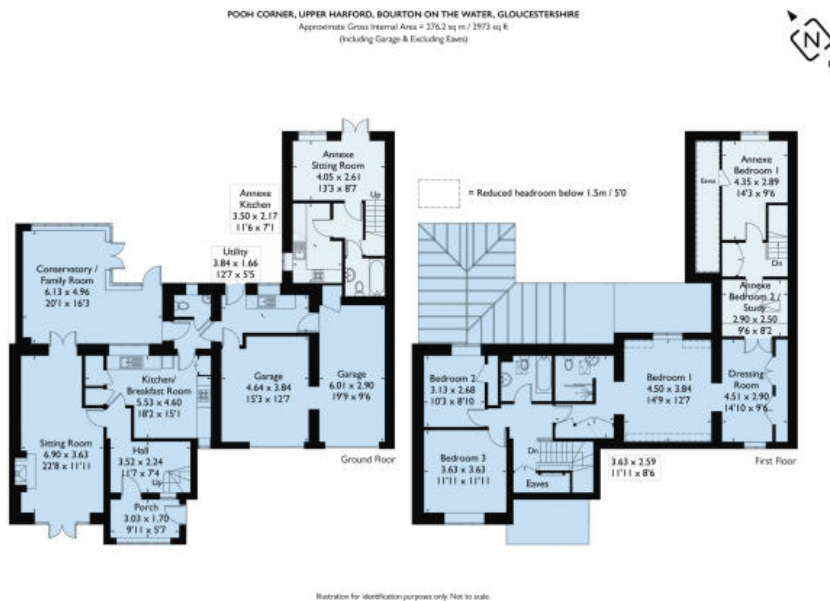 POOH CORNER, UPPER HARFORD, BOURTON ON THE WATER, GLOUCESTERSHIRE
Approximate Gross Internal Area = 276.2 sq m / 2973 sq ft
(Including Garage & Excluding Eaves)
N
Annexe
Sitting Room
4.05 x 2.61
13'3 x 8'7
Up
Annexe
Kitchen
3.50 x 2.17
11'6 x 7'1
Utility
3.84 x 1.66
12'7 x 5'5
Conservatory /
Family Room
6.13 x 4.96
20'1 x 16'3
Kitchen/
Breakfast Room
5.53 x 4.60
18'2 x 15'1
Garage
4.64 x 3.84
15'3 x 12'7
Garage
6.01 x 2.90
19'9 x 9'6
Sitting Room
6.90 x 3.63
22'8 x 11'11
Hall
3.52 x 2.24
11'7 x 7'4
Up
Porch
3.03 x 1.70
9'11 x 5'7
Ground Floor
= Reduced headroom below 1.5m / 5'0
Annexe
Bedroom 1
4.35 x 2.89
14'3 x 9'6
Eaves
Dn
Annexe
Bedroom 2 /
Study
2.90 x 2.50
9'6 x 8'2
Bedroom 2
3.13 x 2.68
10'3 x 8'10
Bedroom 1
4.50 x 3.84
14'9 x 12'7
Dressing
Room
4.51 x 2.90
14'10 x 9'6
Bedroom 3
3.63 x 3.63
11'11 x 11'11
Dn
Eaves
3.63 x 2.59
11'11 x 8'6
First Floor
Illustration for identification purposes only. Not to scale.